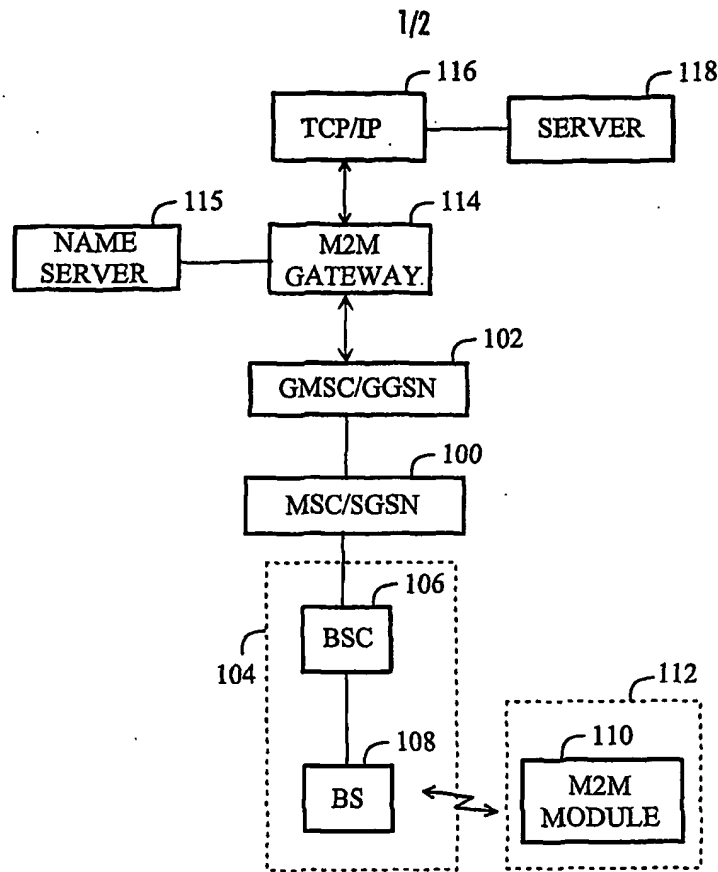 1/2
116
118
TCP/IP
SERVER
115
114
NAME
SERVER
M2M
GATEWAY.
102
GMSC/GGSN
100
MSC/SGSN
106
BSC
104
112
108
110
BS
M2M
MODULE